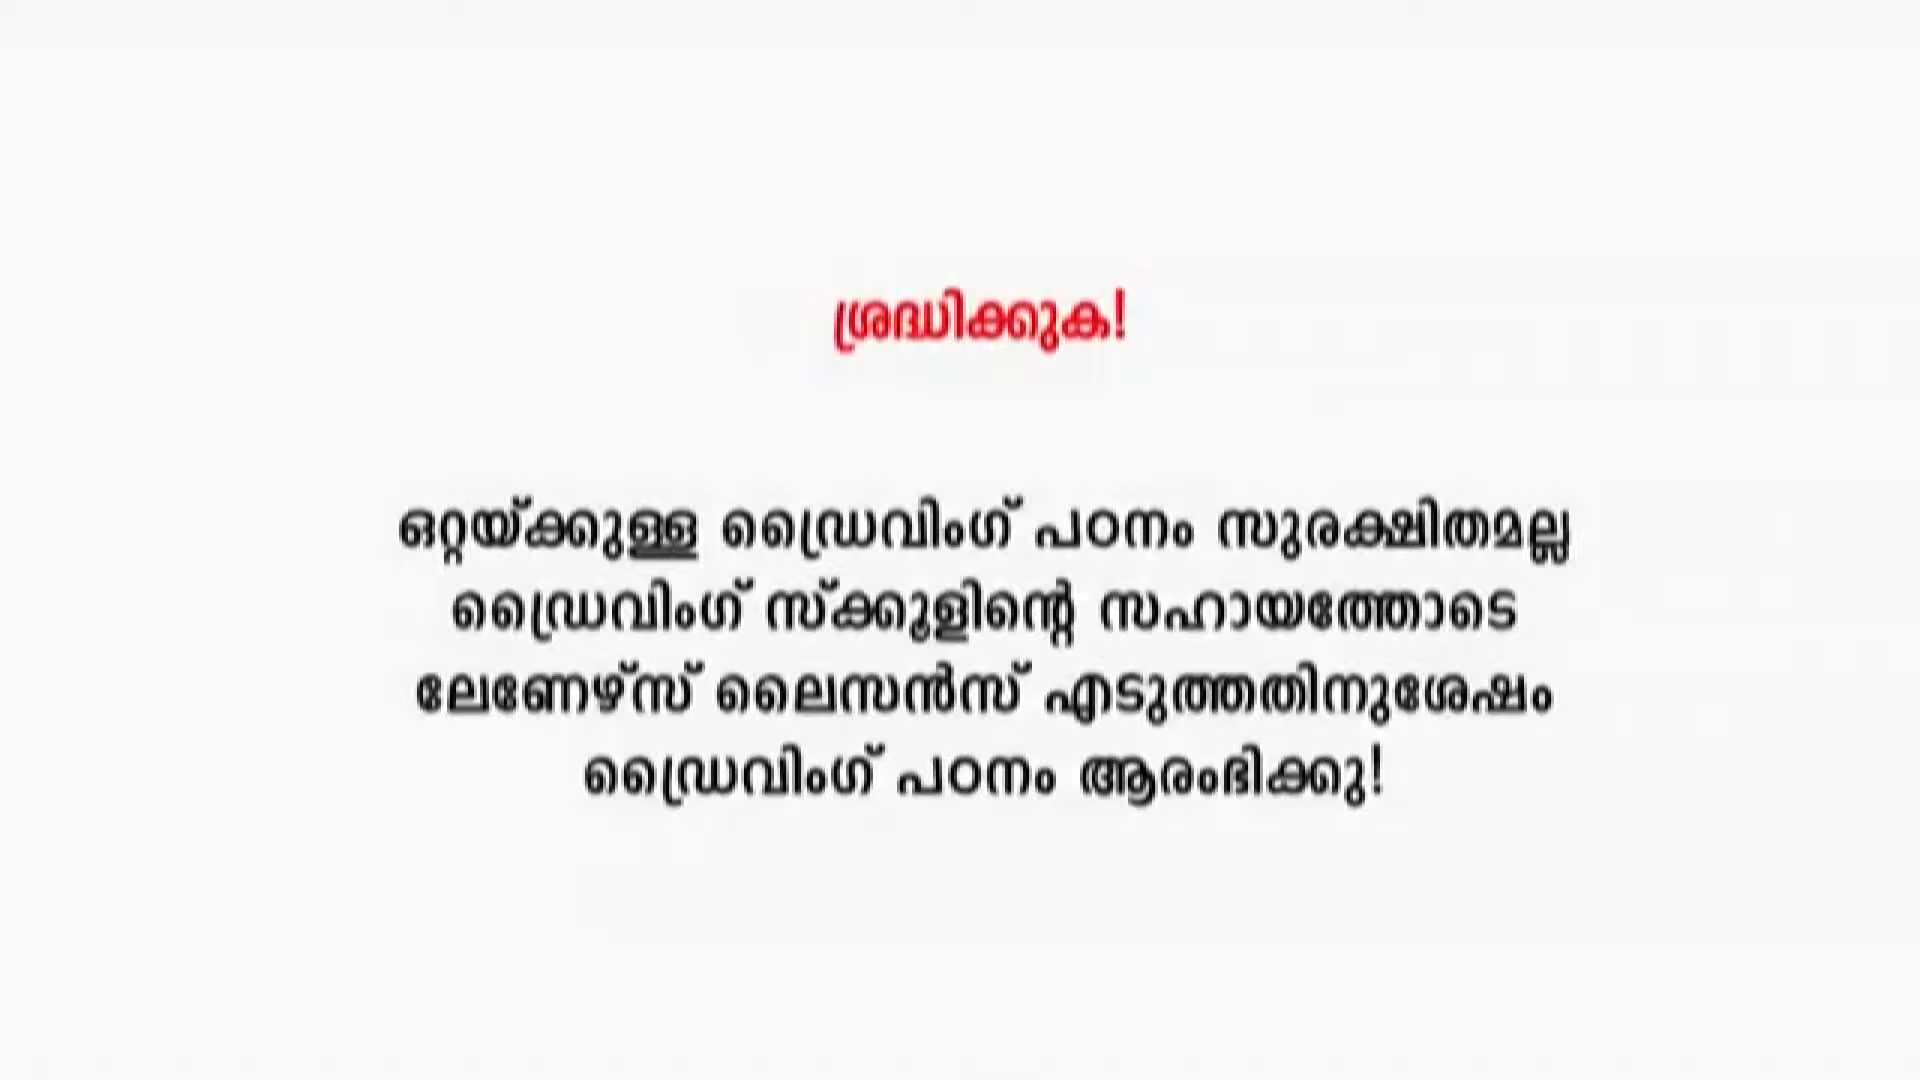 ശ്രദ്ധിക്കുക!
ഒറ്റയ്ക്കുള്ള ഡ്രൈവിംഗ് പഠനം സുരക്ഷിതമല്ല
ഡ്രൈവിംഗ് സ്ക്കൂളിന്റെ സഹായത്തോടെ
ലേണേഴ്സ് ലൈസൻസ് എടുത്തതിനുശേഷം
ഡ്രൈവിംഗ് പഠനം ആരംഭിക്കു!